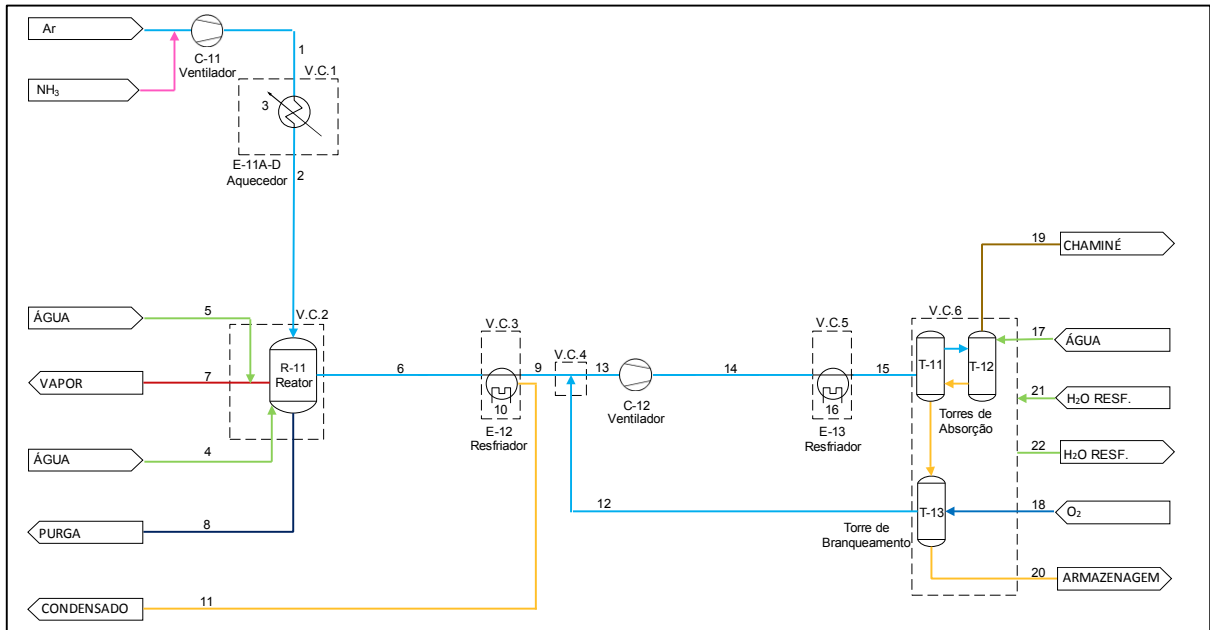 Ar
C-11
Ventilador
1
NH₃
V.C.1
3
E-11A-D
Aquecedor
2
19
CHAMINÉ
ÁGUA
5
V.C.2
V.C.3
V.C.4
V.C.5
V.C.6
17
ÁGUA
R-11
Reator
VAPOR
7
6
9
13
14
15
T-11
T-12
C-12
Ventilador
10
E-12
Resfriador
16
E-13
Resfriador
21
H₂O RESF.
Torres de
Absorção
ÁGUA
4
22
H₂O RESF.
12
T-13
18
O₂
PURGA
8
Torre de
Branqueamento
20
ARMAZENAGEM
CONDENSADO
11